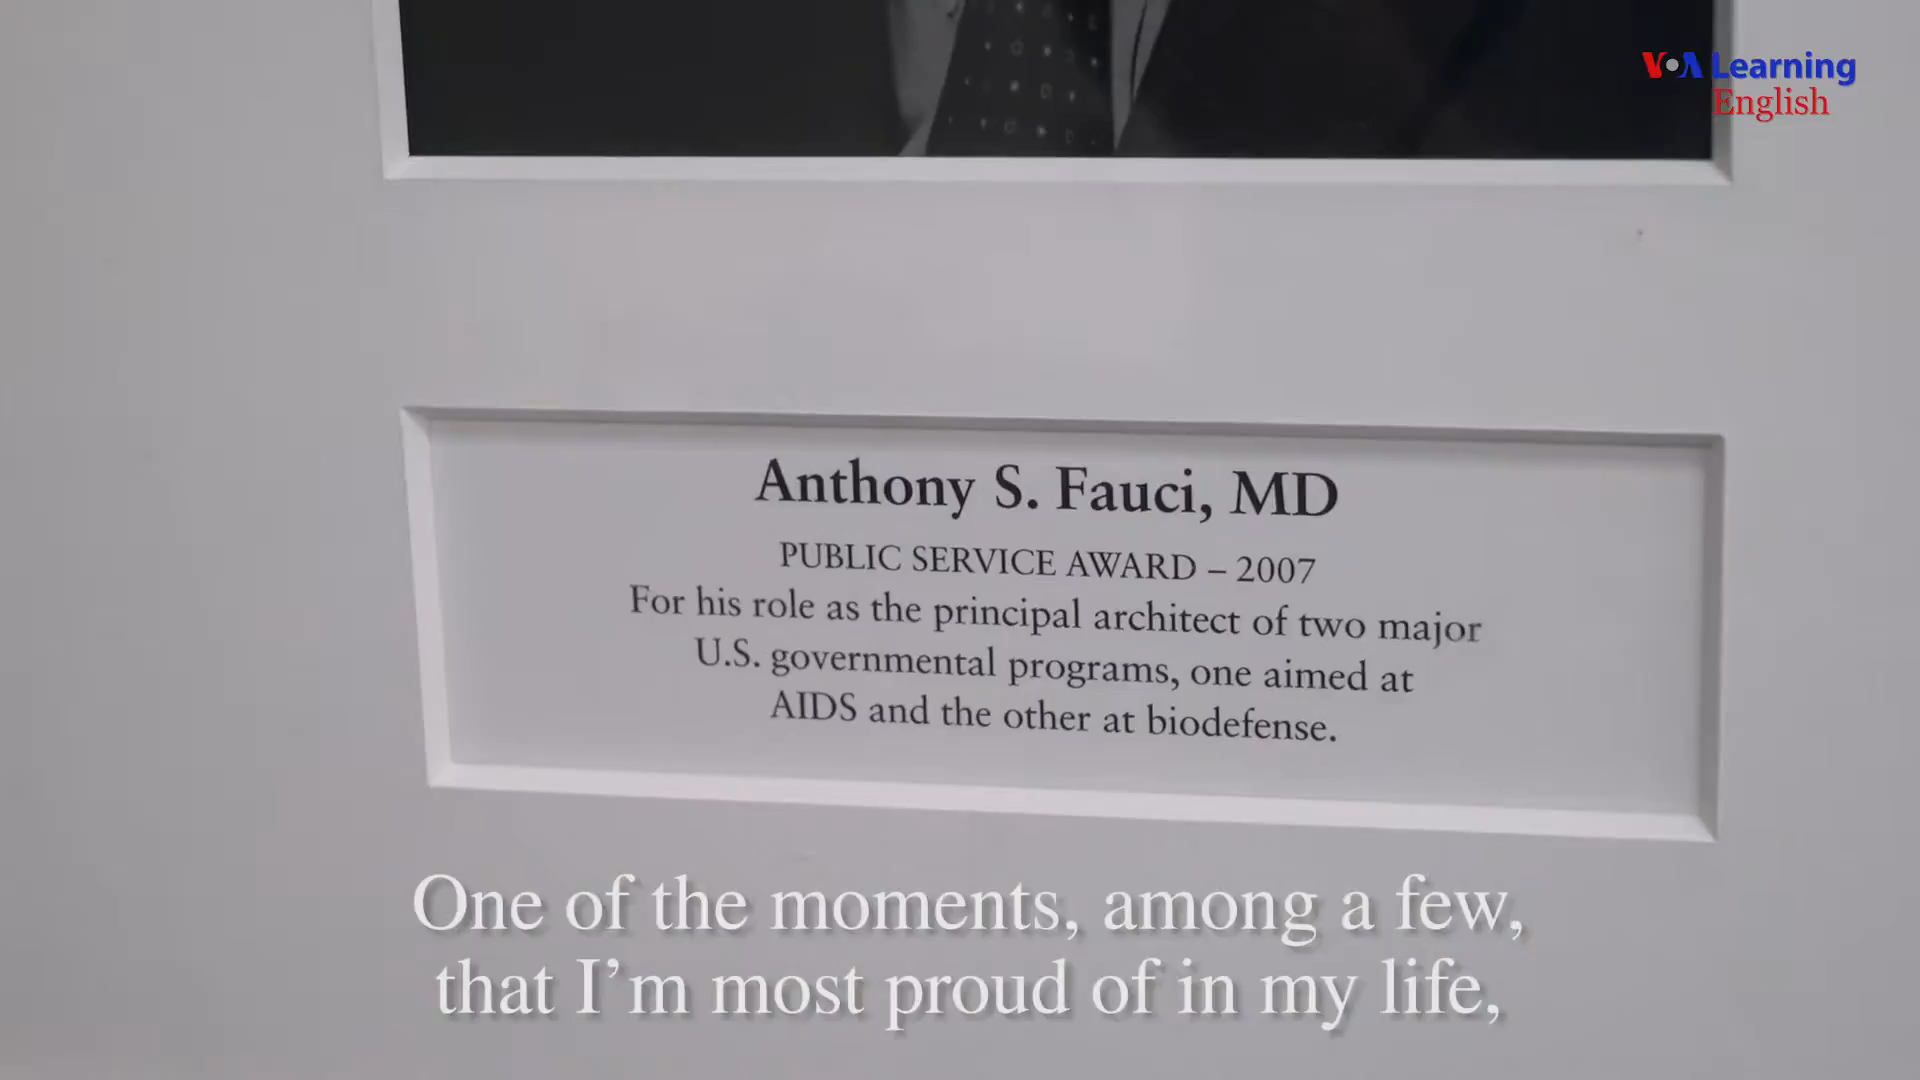 VOA Learning
English
Anthony S. Fauci, MD
PUBLIC SERVICE AWARD – 2007
For his role as the principal architect of two major
U.S. governmental programs, one aimed at
AIDS and the other at biodefense.
One of the moments, among a few,
that I’m most proud of in my life,